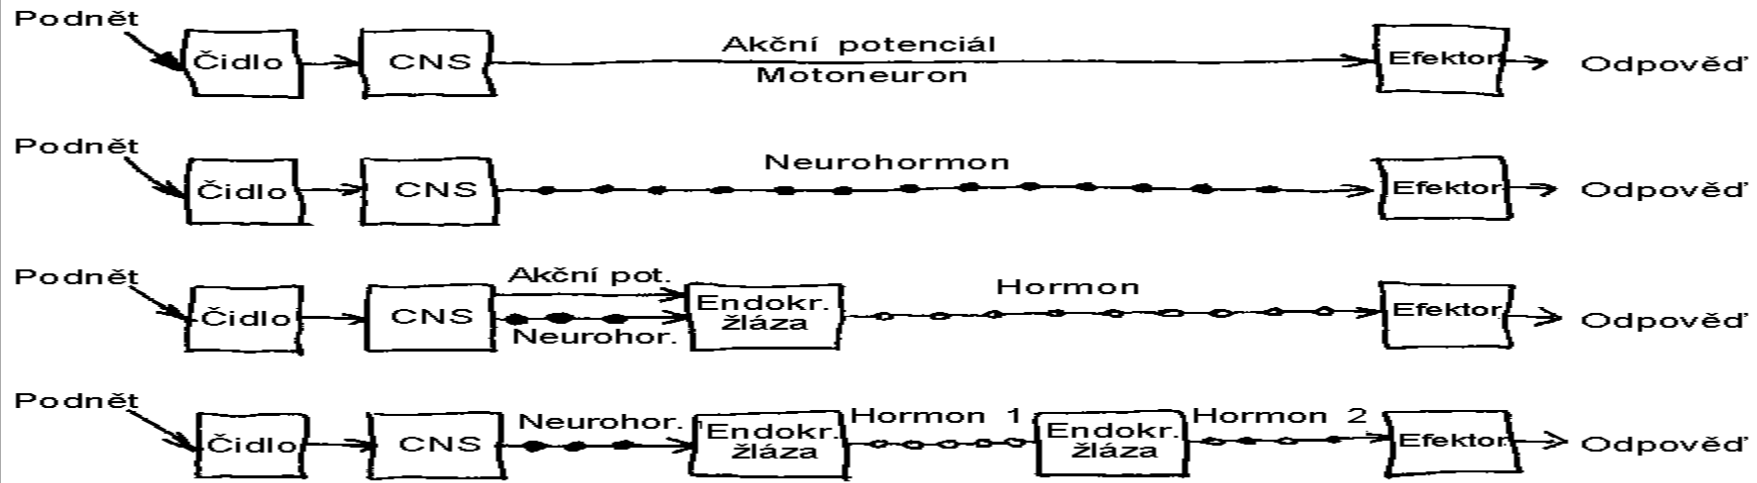 Podnět
Čidlo
CNS
Akční potenciál
Motoneuron
Efektor
Odpověď
Podnět
Čidlo
CNS
Neurohormon
Efektor
Odpověď
Podnět
Čidlo
CNS
Akční pot.
Neurohor.
Endokr.
žláza
Hormon
Efektor
Odpověď
Podnět
Čidlo
CNS
Neurohor.
Endokr.
žláza
Hormon 1
Endokr.
žláza
Hormon 2
Efektor
Odpověď